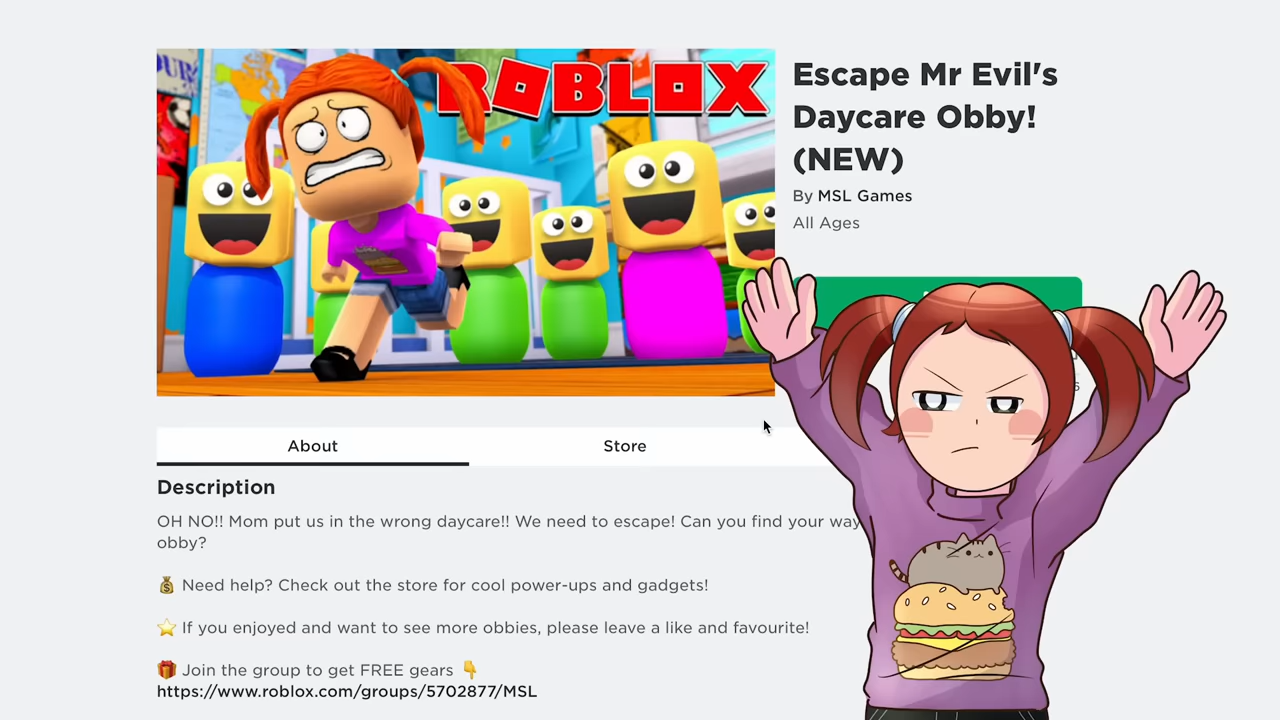 ROBLOX
Escape Mr Evil's
Daycare Obby!
(NEW)
By MSL Games
All Ages
About
Store
Description
OH NO!! Mom put us in the wrong daycare!! We need to escape! Can you find your way
obby?
💰 Need help? Check out the store for cool power-ups and gadgets!
⭐ If you enjoyed and want to see more obbies, please leave a like and favourite!
🎁 Join the group to get FREE gears 👇
https://www.roblox.com/groups/5702877/MSL